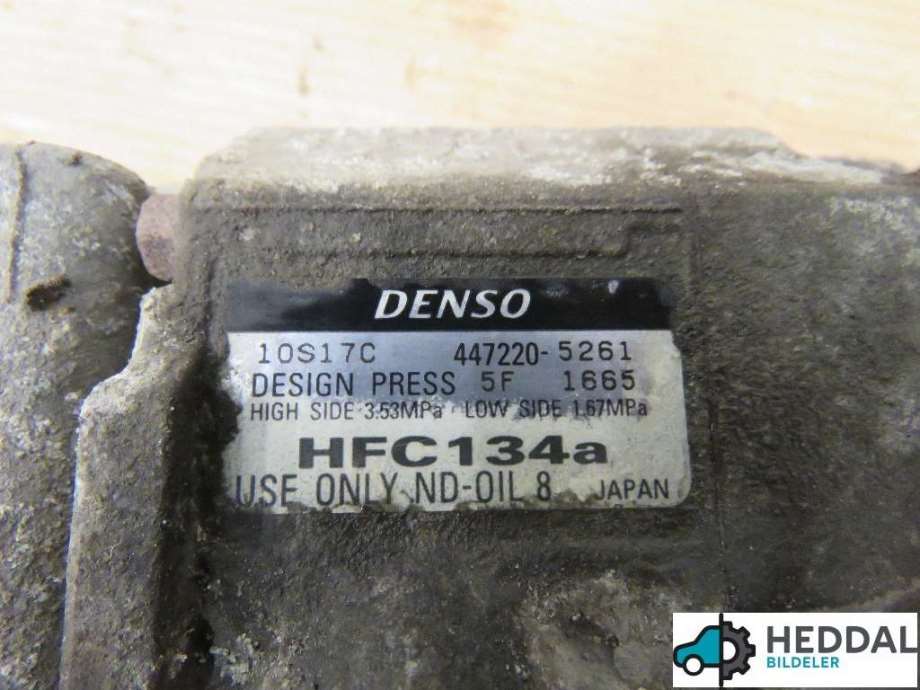 DENSO
10S17C 447220-5261
DESIGN PRESS 5F 1665
HIGH SIDE 3.53MPa LOW SIDE 1.67MPa
HFC134a
USE ONLY ND-OIL 8 JAPAN
HEDDAL
BILDELER